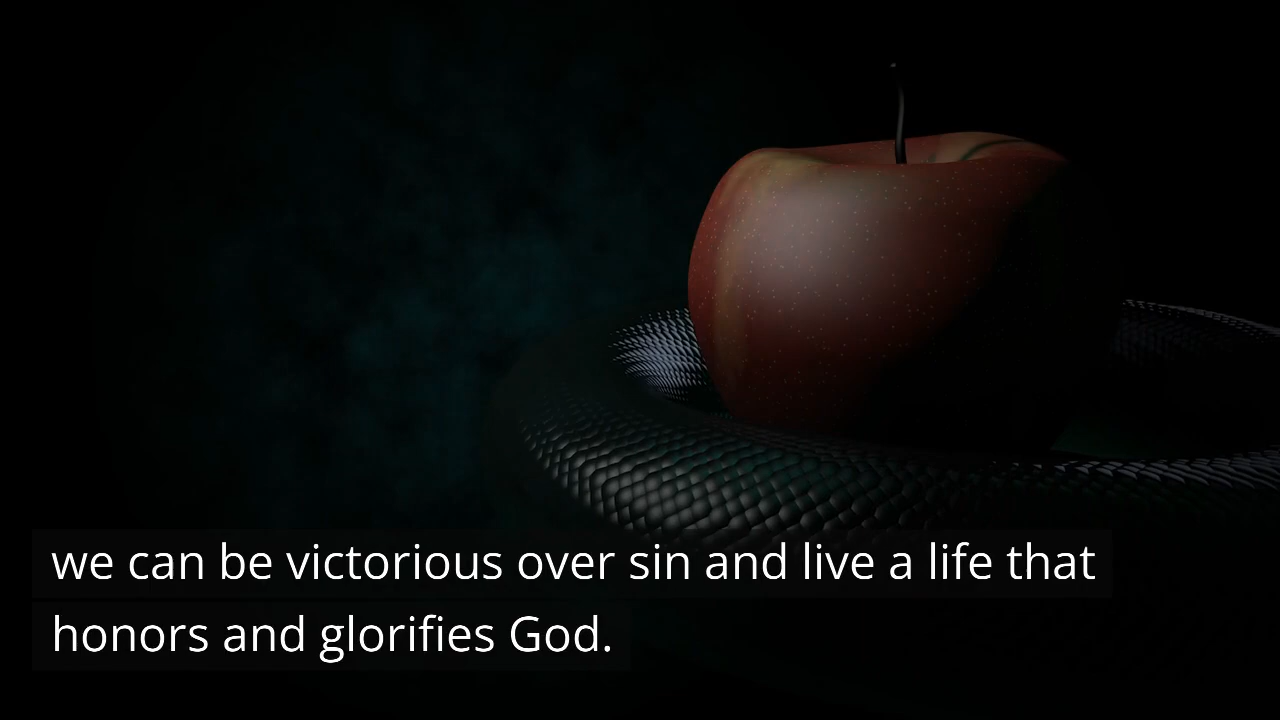 we can be victorious over sin and live a life that
honors and glorifies God.